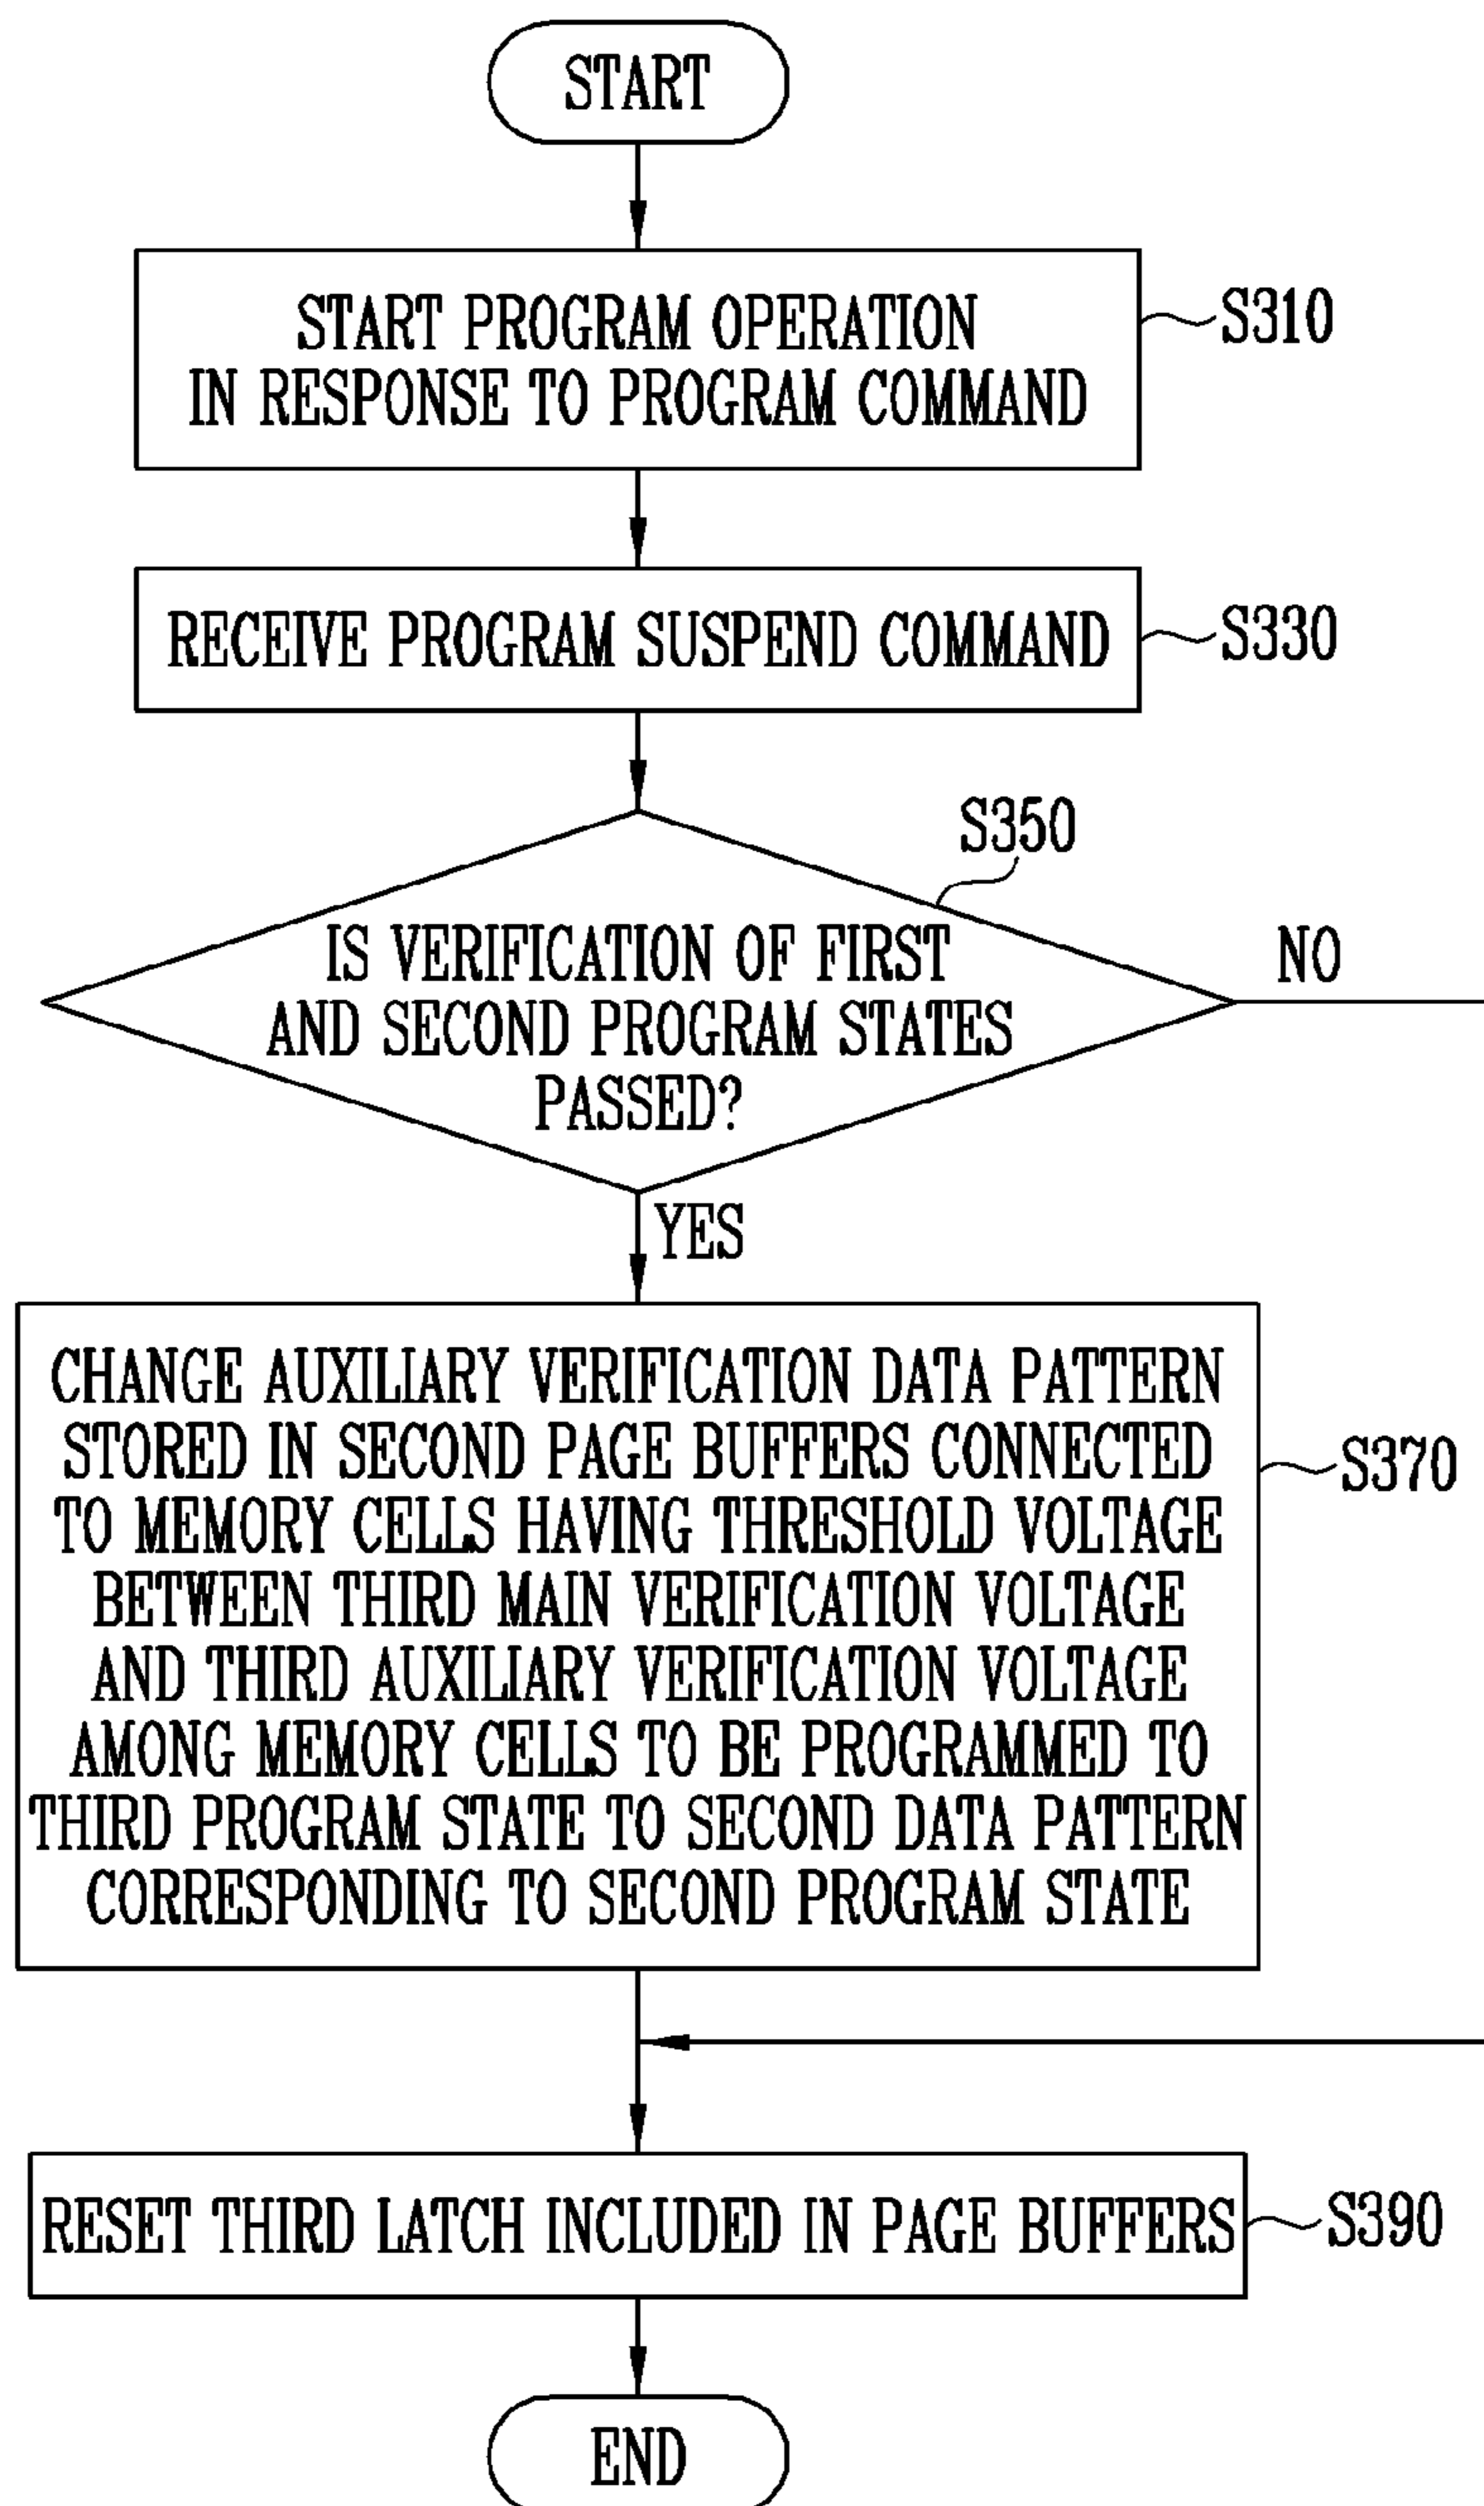 START
START PROGRAM OPERATION
IN RESPONSE TO PROGRAM COMMAND
S310
RECEIVE PROGRAM SUSPEND COMMAND
S330
S350
IS VERIFICATION OF FIRST
AND SECOND PROGRAM STATES
PASSED?
NO
YES
CHANGE AUXILIARY VERIFICATION DATA PATTERN
STORED IN SECOND PAGE BUFFERS CONNECTED
TO MEMORY CELLS HAVING THRESHOLD VOLTAGE
BETWEEN THIRD MAIN VERIFICATION VOLTAGE
AND THIRD AUXILIARY VERIFICATION VOLTAGE
AMONG MEMORY CELLS TO BE PROGRAMMED TO
THIRD PROGRAM STATE TO SECOND DATA PATTERN
CORRESPONDING TO SECOND PROGRAM STATE
S370
RESET THIRD LATCH INCLUDED IN PAGE BUFFERS
S390
END